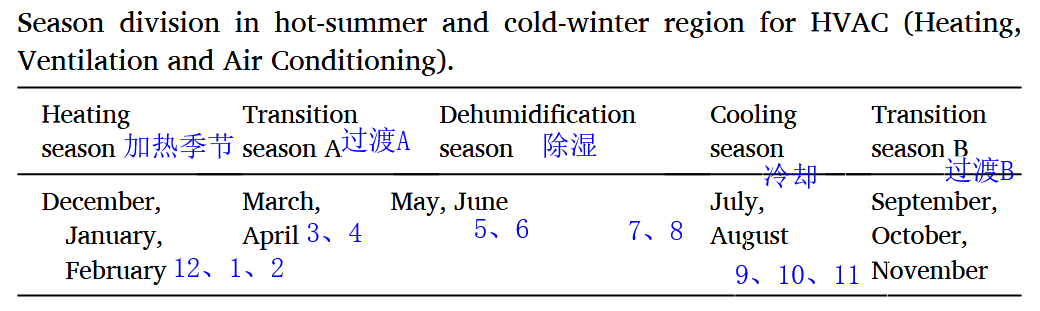 Season division in hot-summer and cold-winter region for HVAC (Heating,
Ventilation and Air Conditioning).
Heating Transition Dehumidification Cooling Transition
season 加热季节 season A过渡A season 除湿 season season B
冷却 过渡B
December, March, May, June July, September,
January, April 3、4 5、6 7、8 August October,
February 12、1、2 9、10、11 November